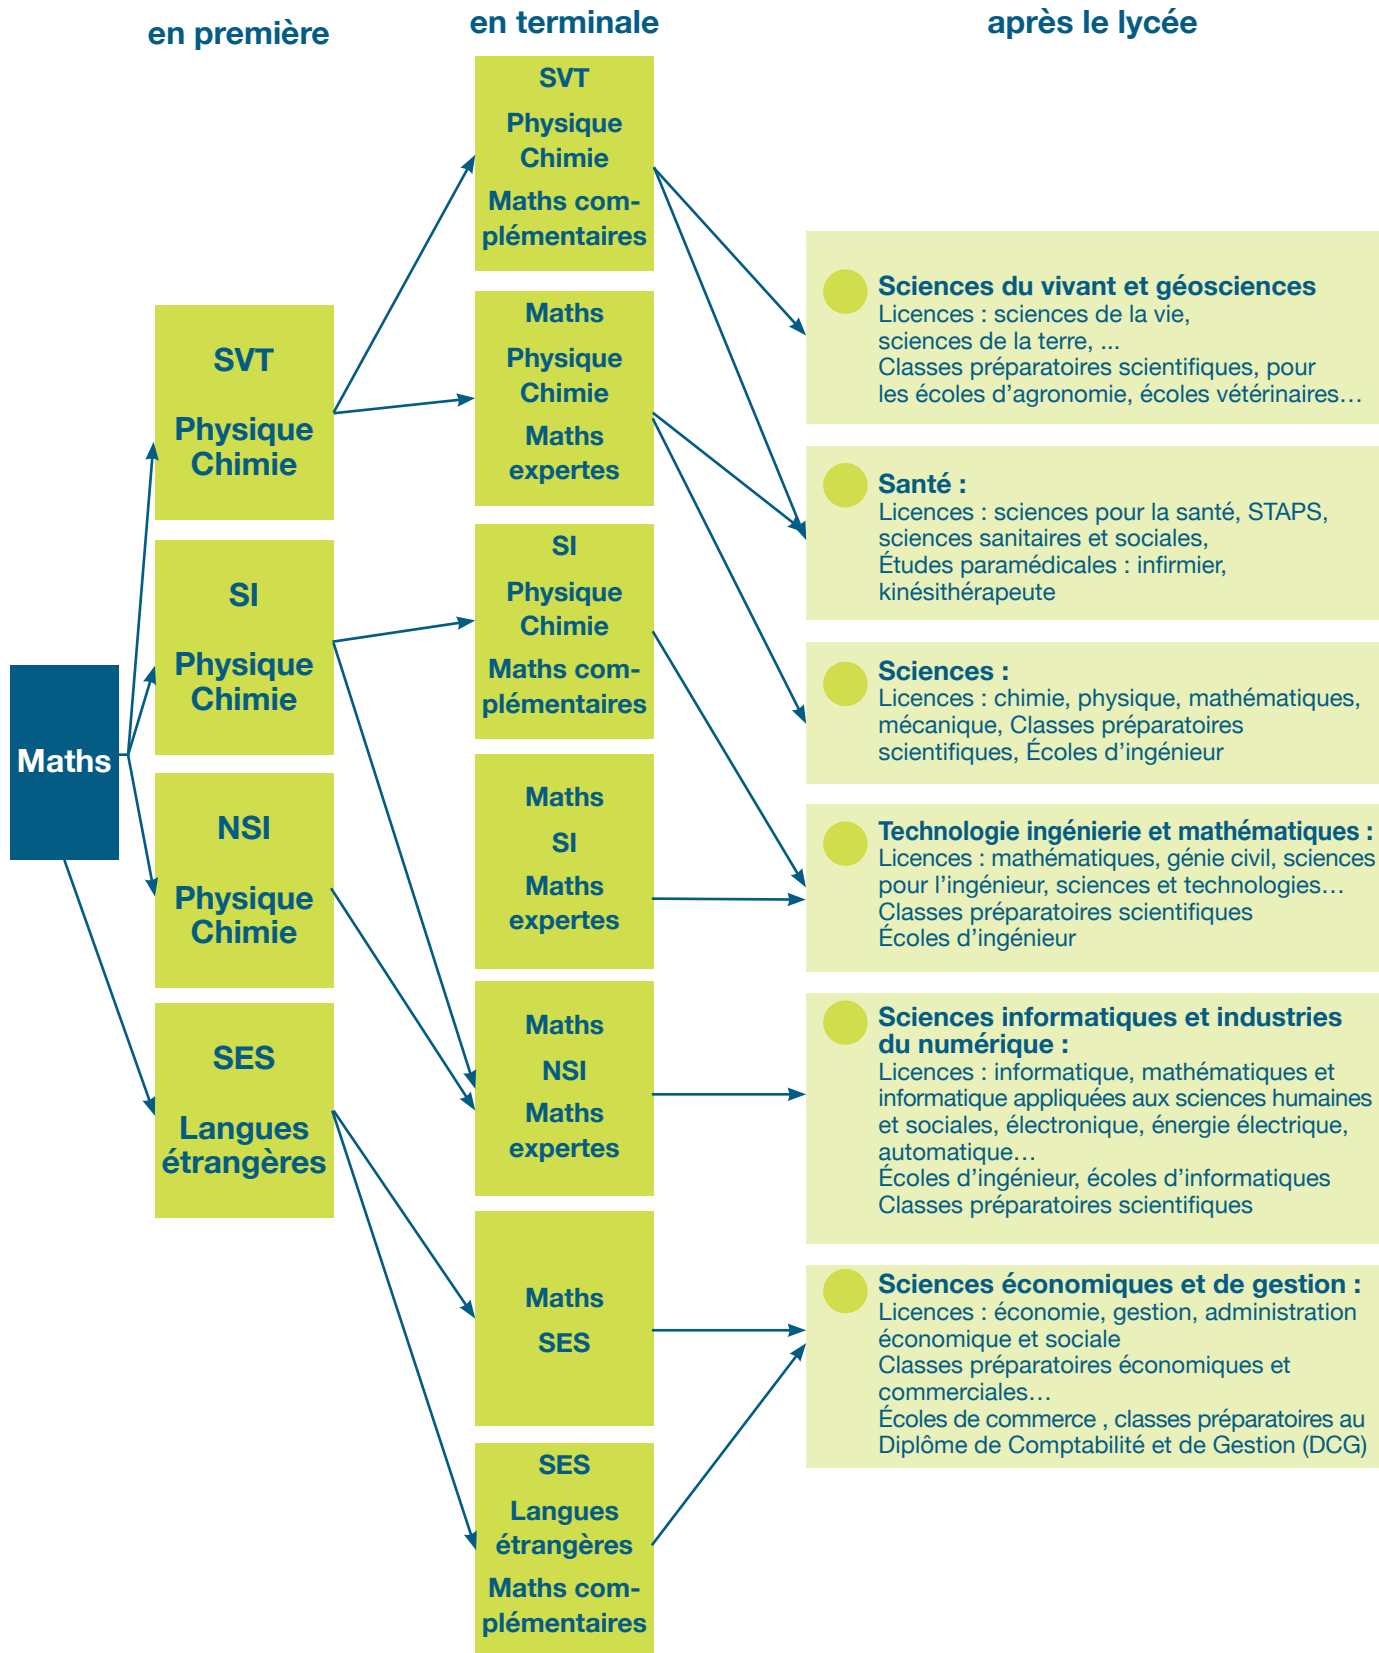 en première
en terminale
après le lycée
Maths
SVT
Physique
Chimie
SI
Physique
Chimie
NSI
Physique
Chimie
SES
Langues
étrangères
SVT
Physique
Chimie
Maths com-
plémentaires
Maths
Physique
Chimie
Maths
expertes
SI
Physique
Chimie
Maths com-
plémentaires
Maths
SI
Maths
expertes
Maths
NSI
Maths
expertes
Maths
SES
SES
Langues
étrangères
Maths com-
plémentaires
Sciences du vivant et géosciences
Licences : sciences de la vie,
sciences de la terre, ...
Classes préparatoires scientifiques, pour
les écoles d’agronomie, écoles vétérinaires…
Santé :
Licences : sciences pour la santé, STAPS,
sciences sanitaires et sociales,
Études paramédicales : infirmier,
kinésithérapeute
Sciences :
Licences : chimie, physique, mathématiques,
mécanique, Classes préparatoires
scientifiques, Écoles d’ingénieur
Technologie ingénierie et mathématiques :
Licences : mathématiques, génie civil, sciences
pour l’ingénieur, sciences et technologies…
Classes préparatoires scientifiques
Écoles d’ingénieur
Sciences informatiques et industries
du numérique :
Licences : informatique, mathématiques et
informatique appliquées aux sciences humaines
et sociales, électronique, énergie électrique,
automatique…
Écoles d’ingénieur, écoles d’informatiques
Classes préparatoires scientifiques
Sciences économiques et de gestion :
Licences : économie, gestion, administration
économique et sociale
Classes préparatoires économiques et
commerciales…
Écoles de commerce , classes préparatoires au
Diplôme de Comptabilité et de Gestion (DCG)